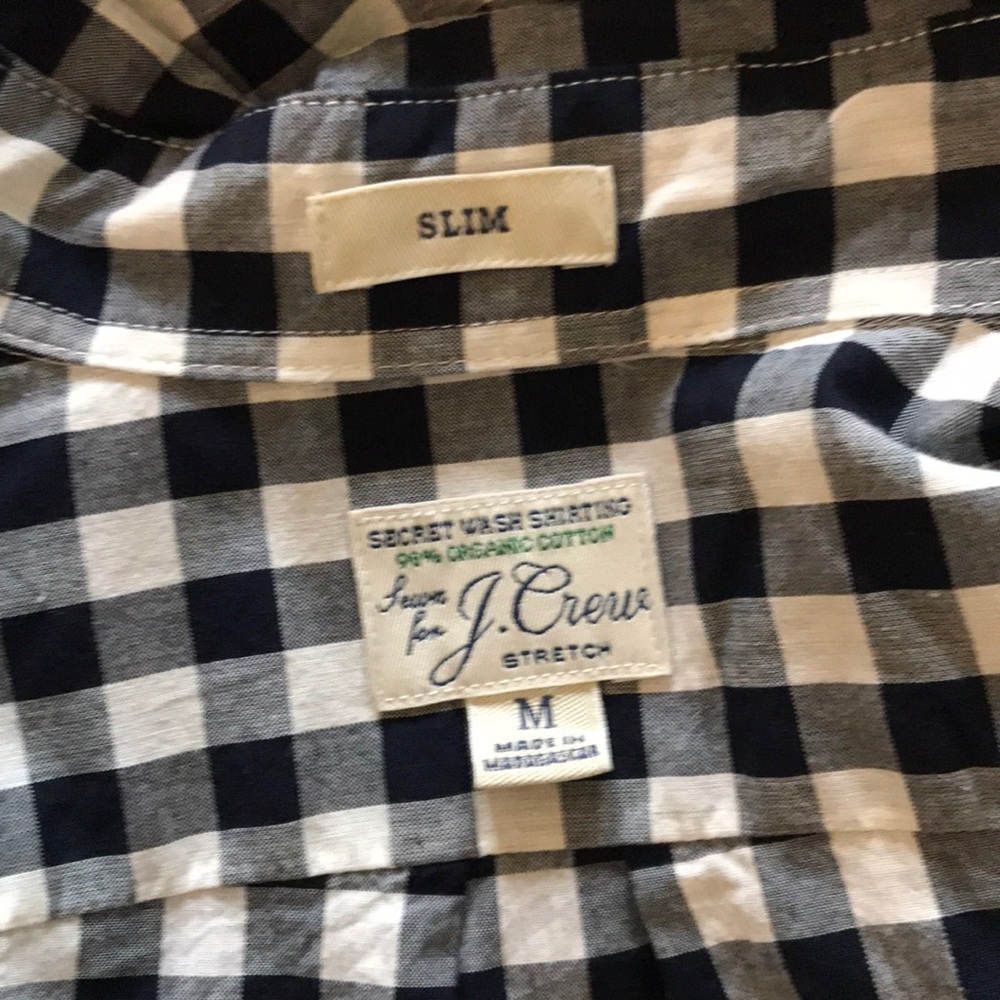 SLIM
SECRET WASH SHIRTING
98% ORGANIC COTTON
Sewn for J.Crew
STRETCH
M
MADE IN
MADAGASCAR